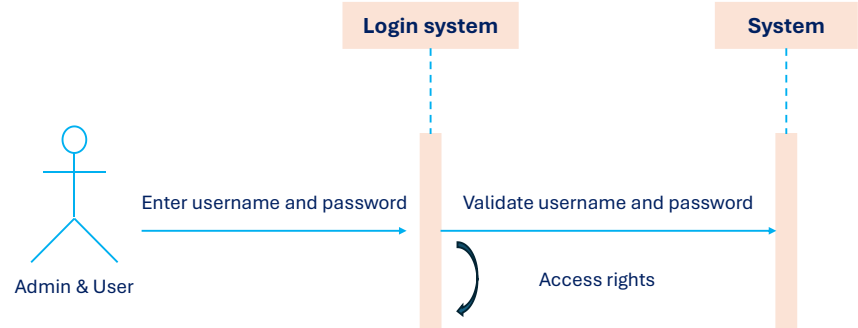 Login system
System
Enter username and password
Validate username and password
Admin & User
Access rights